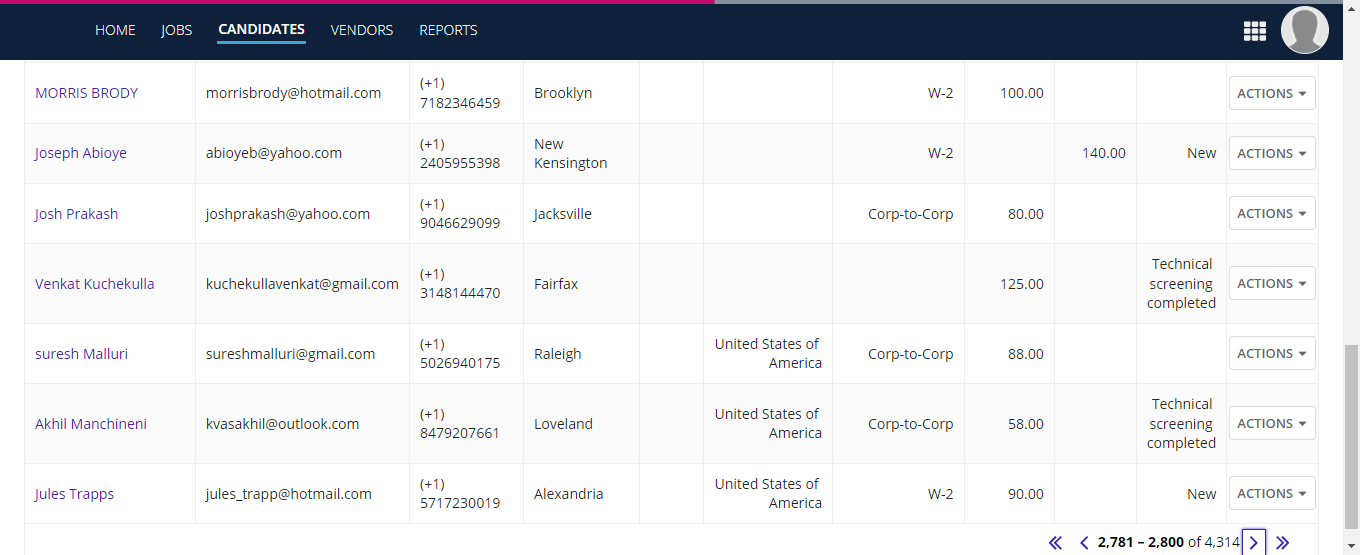 HOME JOBS CANDIDATES VENDORS REPORTS
MORRIS BRODY morrisbrody@hotmail.com (+1) 7182346459 Brooklyn W-2 100.00 ACTIONS
Joseph Abioye abioyeb@yahoo.com (+1) 2405955398 New Kensington W-2 140.00 New ACTIONS
Josh Prakash joshprakash@yahoo.com (+1) 9046629099 Jacksville Corp-to-Corp 80.00 ACTIONS
Venkat Kuchekulla kuchekullavenkat@gmail.com (+1) 3148144470 Fairfax 125.00 Technical screening completed ACTIONS
suresh Malluri sureshmalluri@gmail.com (+1) 5026940175 Raleigh United States of America Corp-to-Corp 88.00 ACTIONS
Akhil Manchineni kvasakhil@outlook.com (+1) 8479207661 Loveland United States of America Corp-to-Corp 58.00 Technical screening completed ACTIONS
Jules Trapps jules_trapp@hotmail.com (+1) 5717230019 Alexandria United States of America W-2 90.00 New ACTIONS
2,781 – 2,800 of 4,314